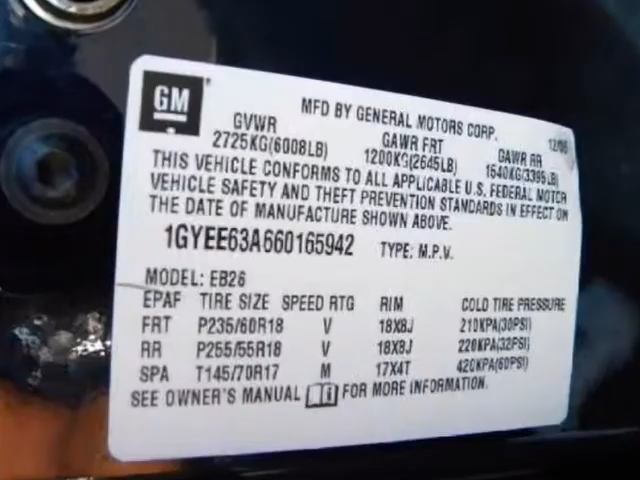 GM
MFD BY GENERAL MOTORS CORP. 12/05
GVWR GAWR FRT GAWR RR
2725KG(6008LB) 1200KG(2645LB) 1540KG(3395LB)
THIS VEHICLE CONFORMS TO ALL APPLICABLE U.S. FEDERAL MOTOR
VEHICLE SAFETY AND THEFT PREVENTION STANDARDS IN EFFECT ON
THE DATE OF MANUFACTURE SHOWN ABOVE.
1GYEE63A660165942 TYPE: M.P.V.
MODEL: EB26
EPAF TIRE SIZE SPEED RTG RIM COLD TIRE PRESSURE
FRT P235/60R18 V 18X8J 210KPA(30PSI)
RR P255/55R18 V 18X8J 220KPA(32PSI)
SPA T145/70R17 M 17X4T 420KPA(60PSI)
SEE OWNER'S MANUAL FOR MORE INFORMATION.